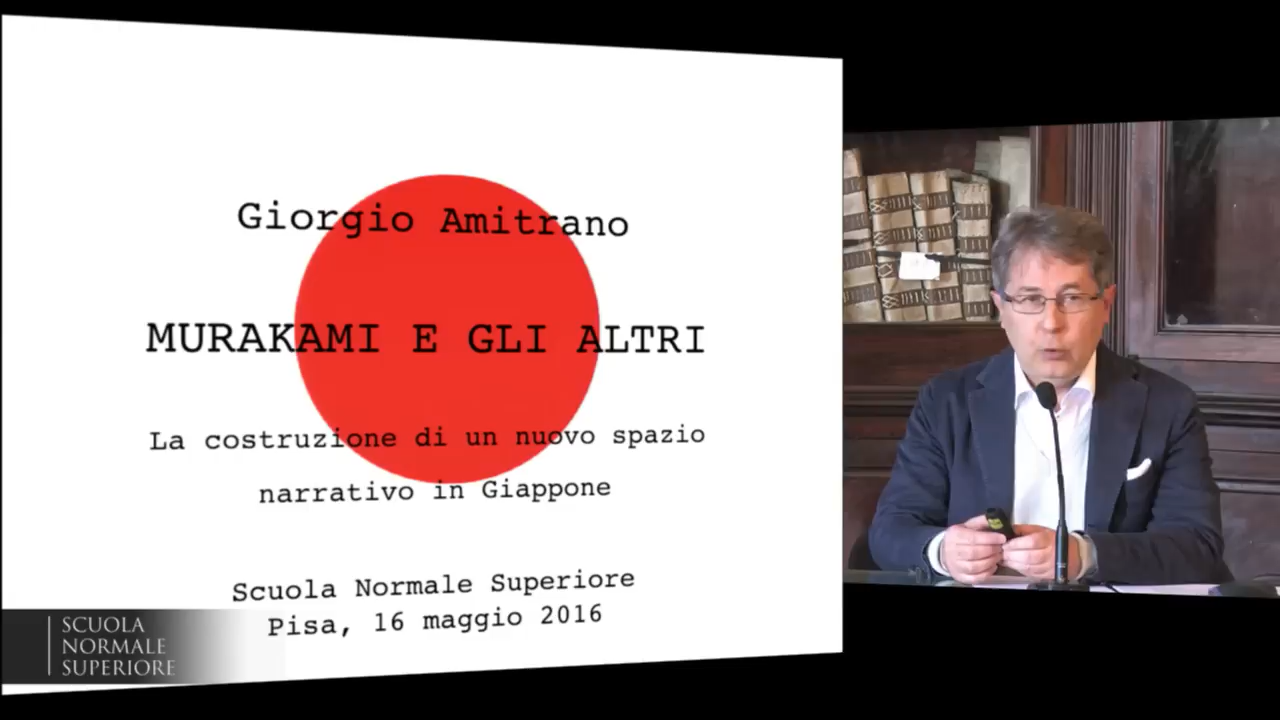 Giorgio Amitrano
MURAKAMI E GLI ALTRI
La costruzione di un nuovo spazio
narrativo in Giappone
Scuola Normale Superiore
Pisa, 16 maggio 2016
SCUOLA
NORMALE
SUPERIORE